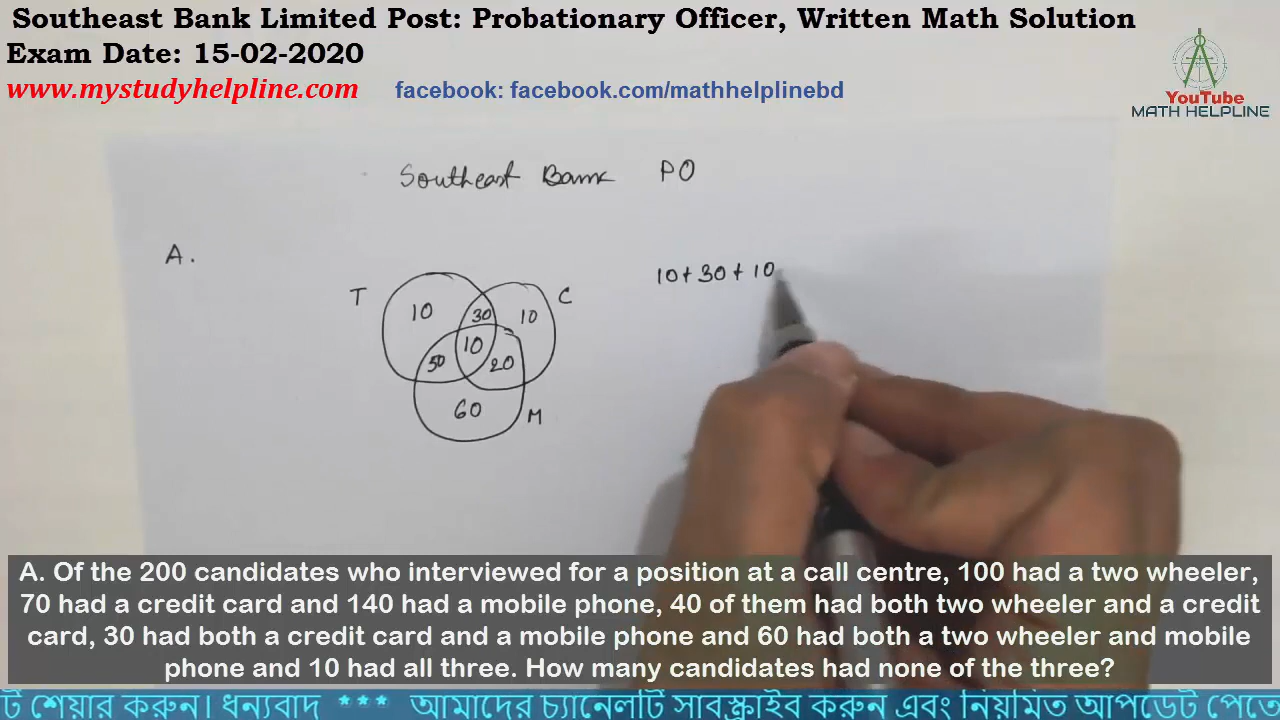 Southeast Bank Limited Post: Probationary Officer, Written Math Solution
Exam Date: 15-02-2020
www.mystudyhelpline.com facebook: facebook.com/mathhelplinebd
YouTube
MATH HELPLINE
Southeast Bank PO
A.
10+30+10
T C
10 30 10
10
50 20
60 M
A. Of the 200 candidates who interviewed for a position at a call centre, 100 had a two wheeler,
70 had a credit card and 140 had a mobile phone, 40 of them had both two wheeler and a credit
card, 30 had both a credit card and a mobile phone and 60 had both a two wheeler and mobile
phone and 10 had all three. How many candidates had none of the three?
শেয়ার করুন। ধন্যবাদ *** আমাদের চ্যানেলটি সাবস্ক্রাইব করুন এবং নিয়মিত আপডেট পেতে